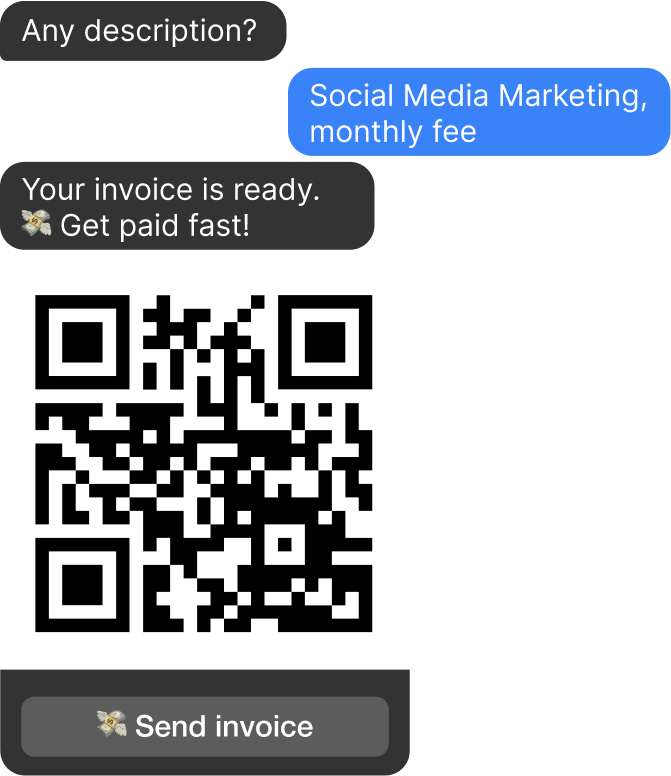 Any description?
Social Media Marketing,
monthly fee
Your invoice is ready.
💸 Get paid fast!
💸 Send invoice